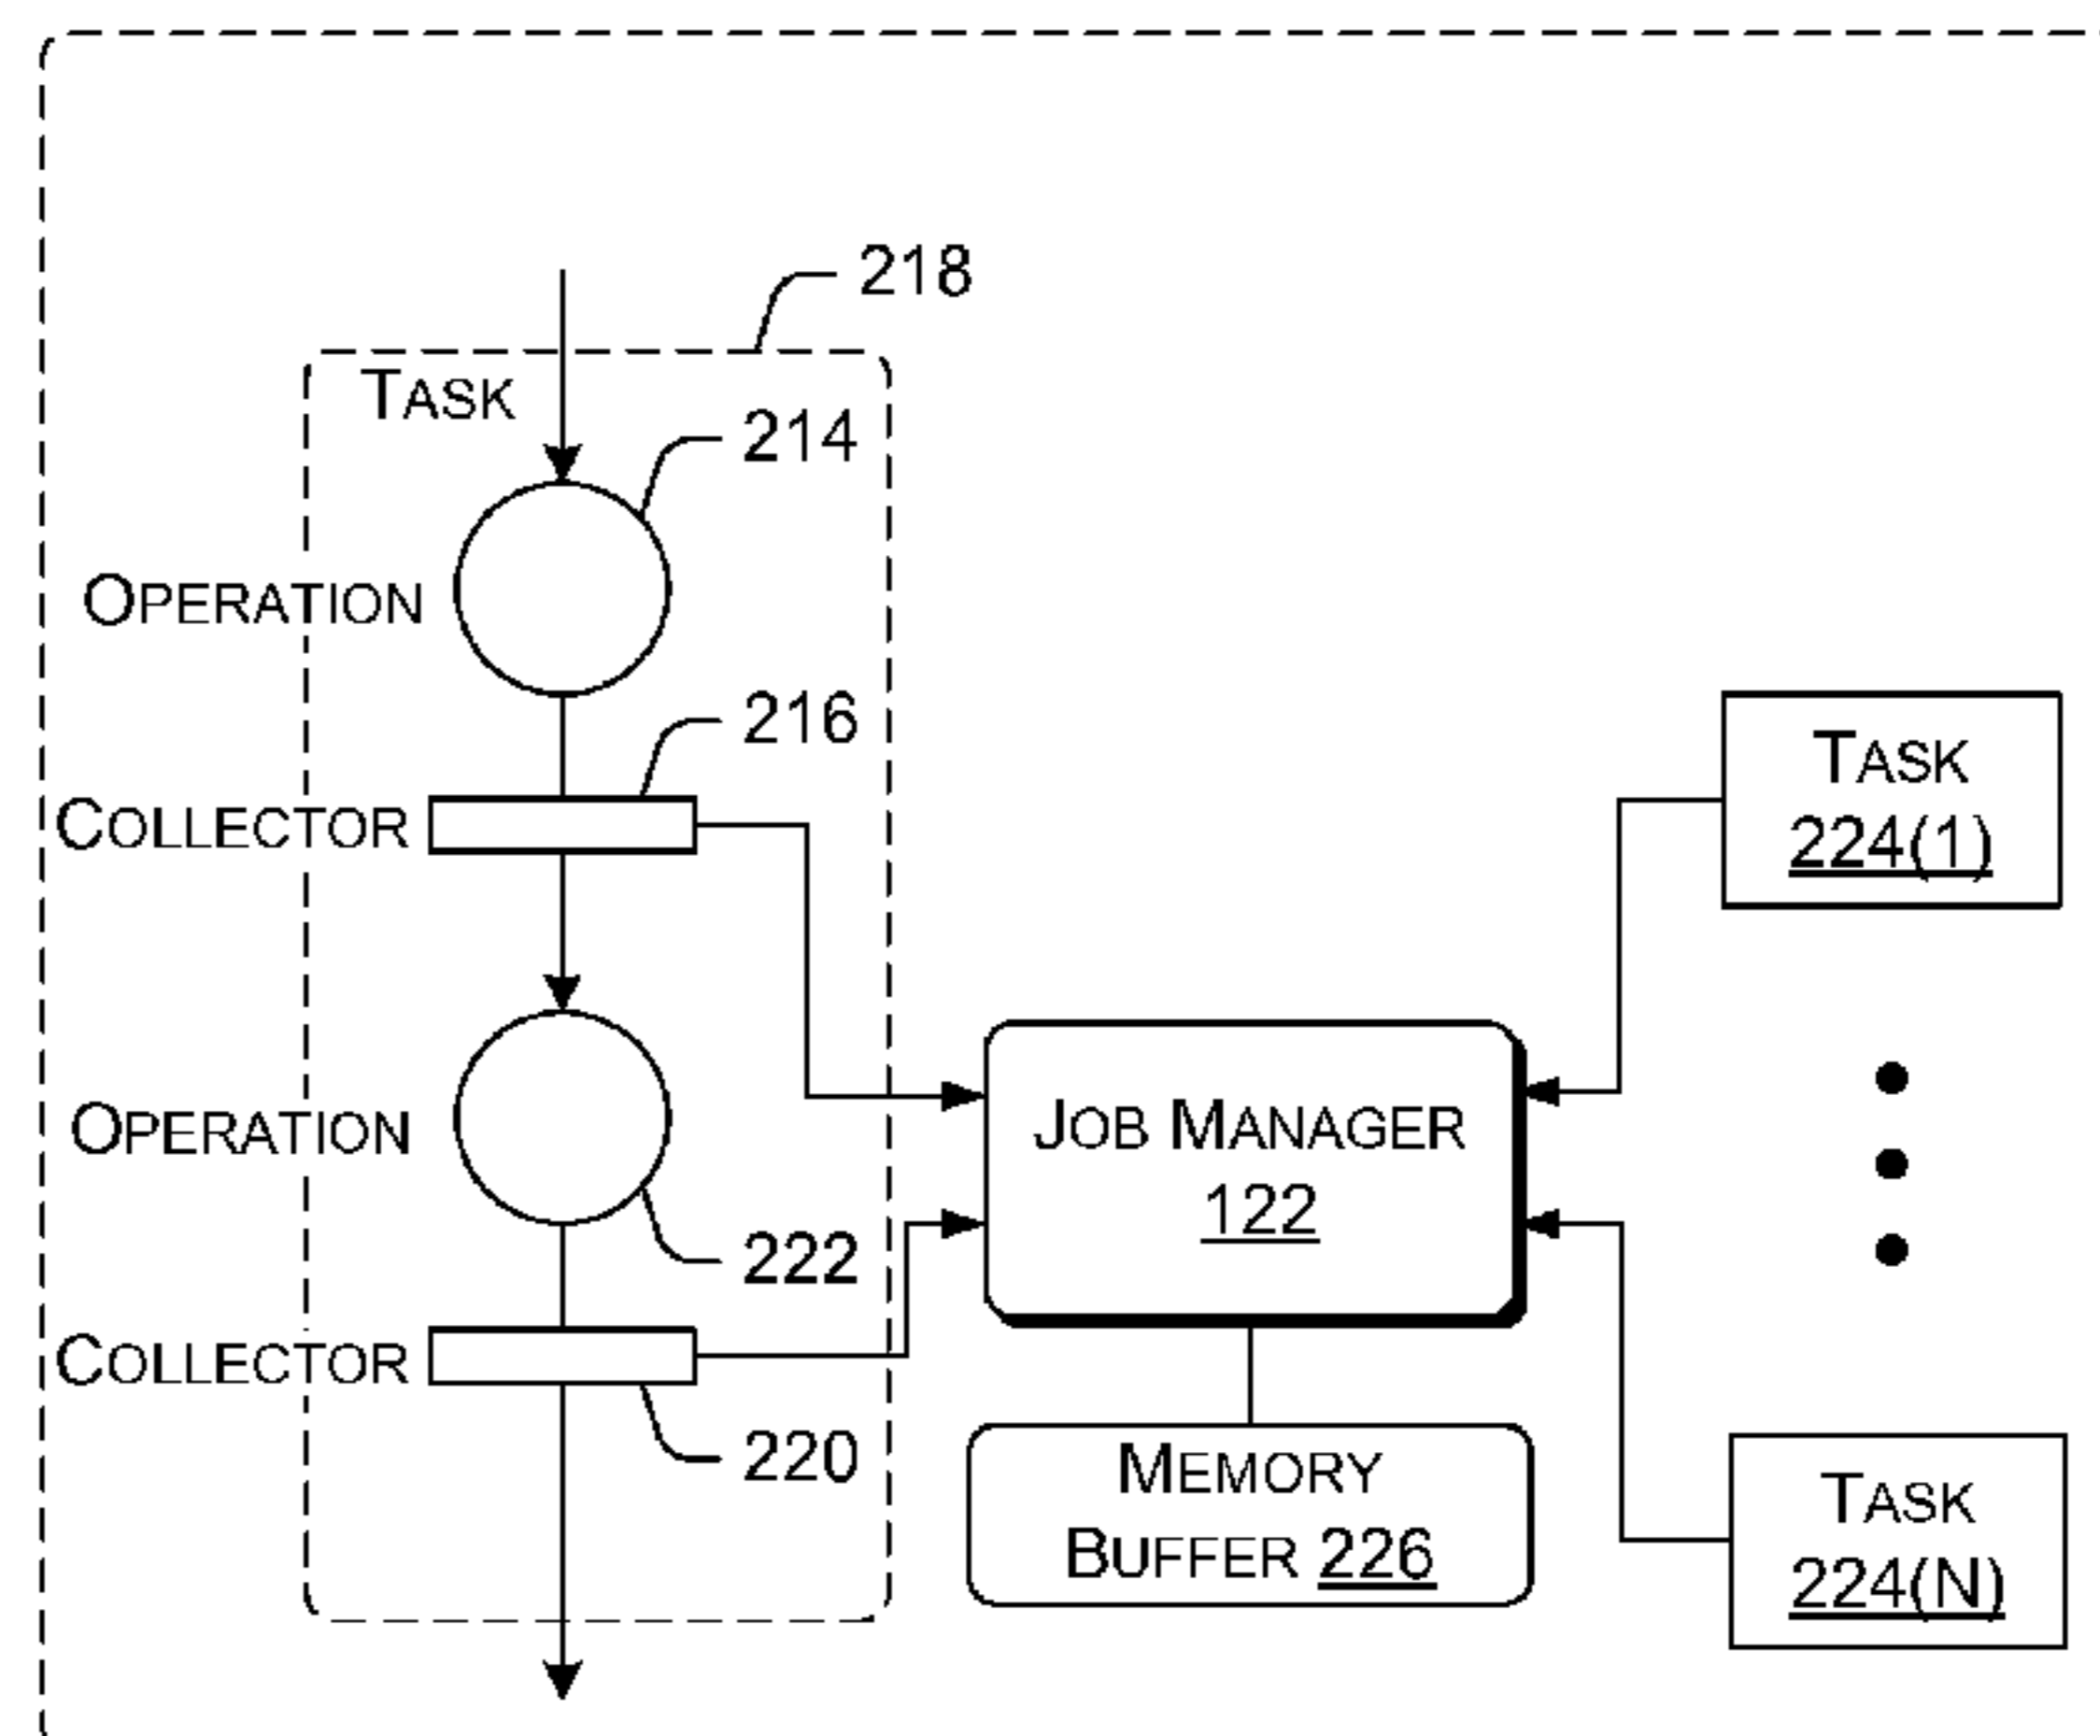 218
TASK
214
OPERATION
216
COLLECTOR
TASK
224(1)
OPERATION
JOB MANAGER
122
222
COLLECTOR
220
MEMORY
BUFFER 226
TASK
224(N)